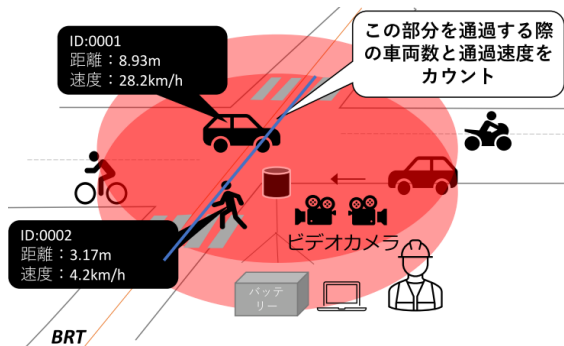 ID:0001
距離：8.93m
速度：28.2km/h
この部分を通過する際
の車両数と通過速度を
カウント
ID:0002
距離：3.17m
速度：4.2km/h
ビデオカメラ
バッテ
リー
BRT